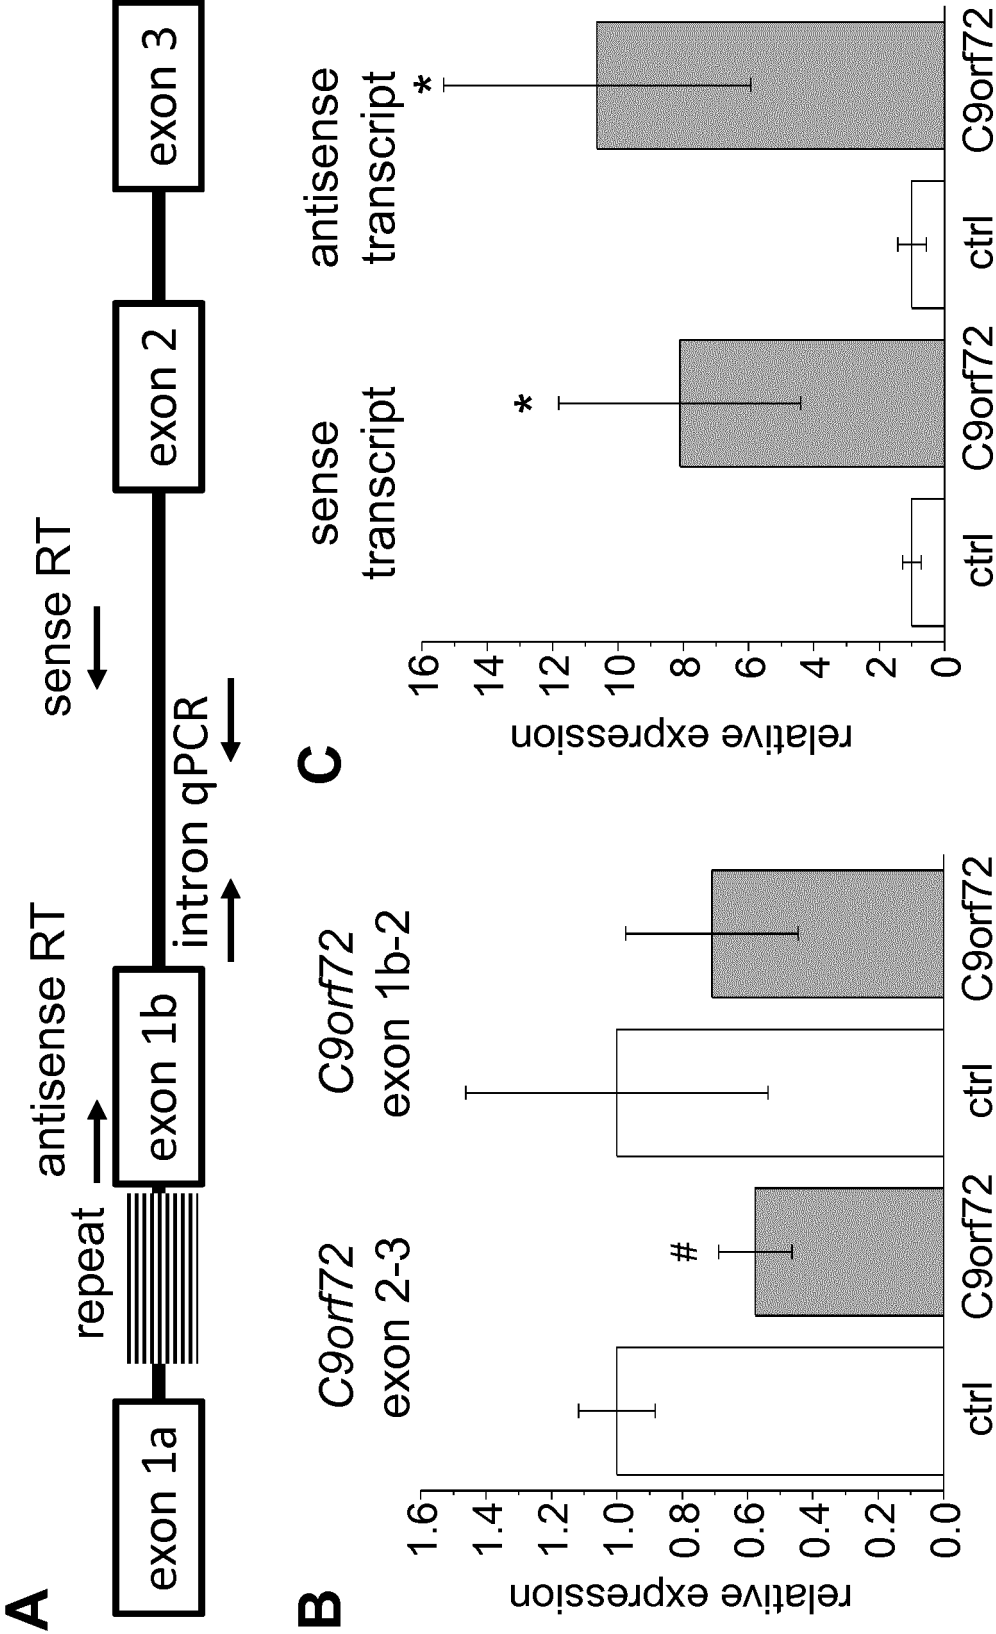 A
antisense RT
sense RT
repeat
exon 1a
exon 1b
exon 2
exon 3
intron qPCR
B
C9orf72
exon 2-3
C9orf72
exon 1b-2
relative expression
1.6
1.4
1.2
1.0
0.8
0.6
0.4
0.2
0.0
#
ctrl
C9orf72
ctrl
C9orf72
C
sense
transcript
antisense
transcript
relative expression
16
14
12
10
8
6
4
2
0
*
*
ctrl
C9orf72
ctrl
C9orf72